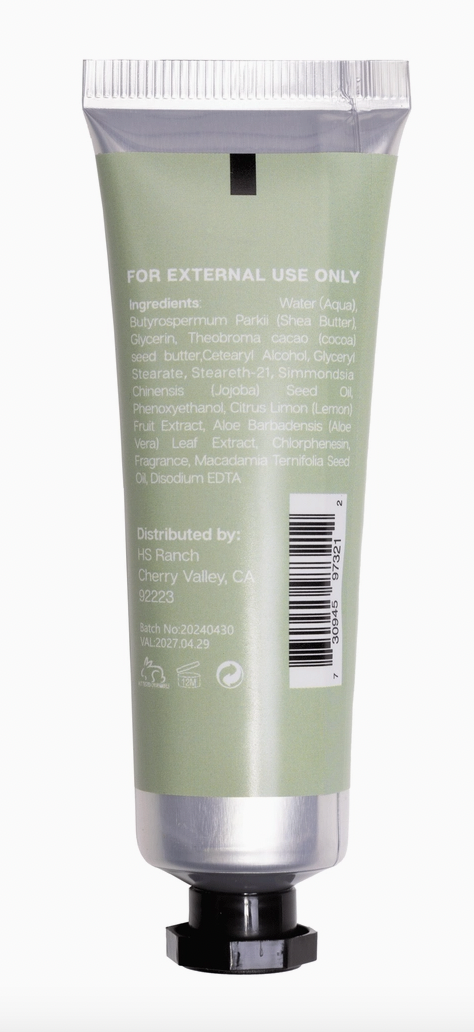 FOR EXTERNAL USE ONLY
Ingredients: Water (Aqua),
Butyrospermum Parkii (Shea Butter),
Glycerin, Theobroma cacao (cocoa)
seed butter,Cetearyl Alcohol, Glyceryl
Stearate, Steareth-21, Simmondsia
Chinensis (Jojoba) Seed Oil,
Phenoxyethanol, Citrus Limon (Lemon)
Fruit Extract, Aloe Barbadensis (Aloe
Vera) Leaf Extract, Chlorphenesin,
Fragrance, Macadamia Ternifolia Seed
Oil, Disodium EDTA
Distributed by:
HS Ranch
Cherry Valley, CA
92223
Batch No:20240430
VAL:2027.04.29
12M
7 30945 97321 2